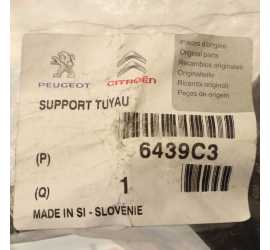 PEUGEOT
CITROËN
Pièces d'origine
Original parts
Recambios originales
Originalteile
Ricambi originali
Peças de origem
SUPPORT TUYAU
(P) 6439C3
(Q) 1
MADE IN SI - SLOVENIE